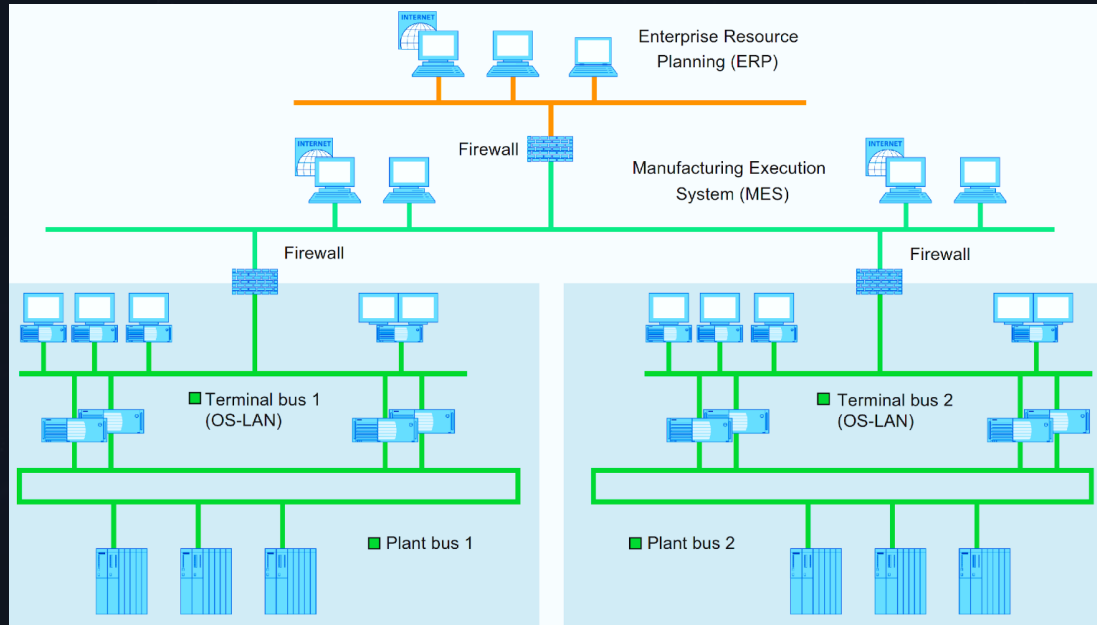 INTERNET
Enterprise Resource
Planning (ERP)
Firewall
INTERNET
Manufacturing Execution
System (MES)
INTERNET
Firewall
Firewall
Terminal bus 1
(OS-LAN)
Terminal bus 2
(OS-LAN)
Plant bus 1
Plant bus 2